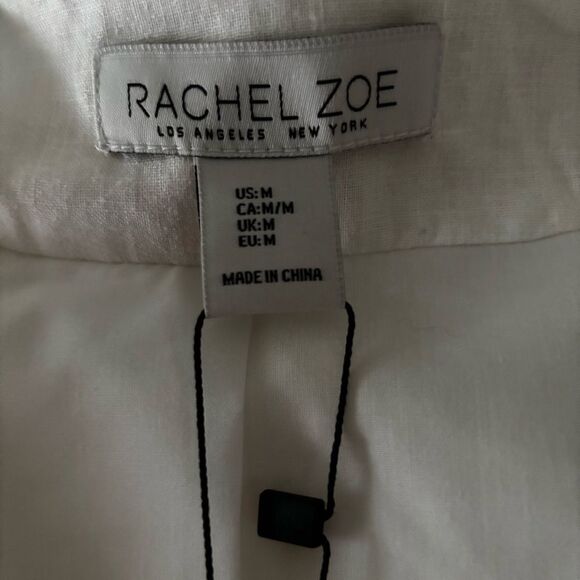 RACHEL ZOE
LOS ANGELES NEW YORK
US:M
CA:M/M
UK:M
EU:M
MADE IN CHINA